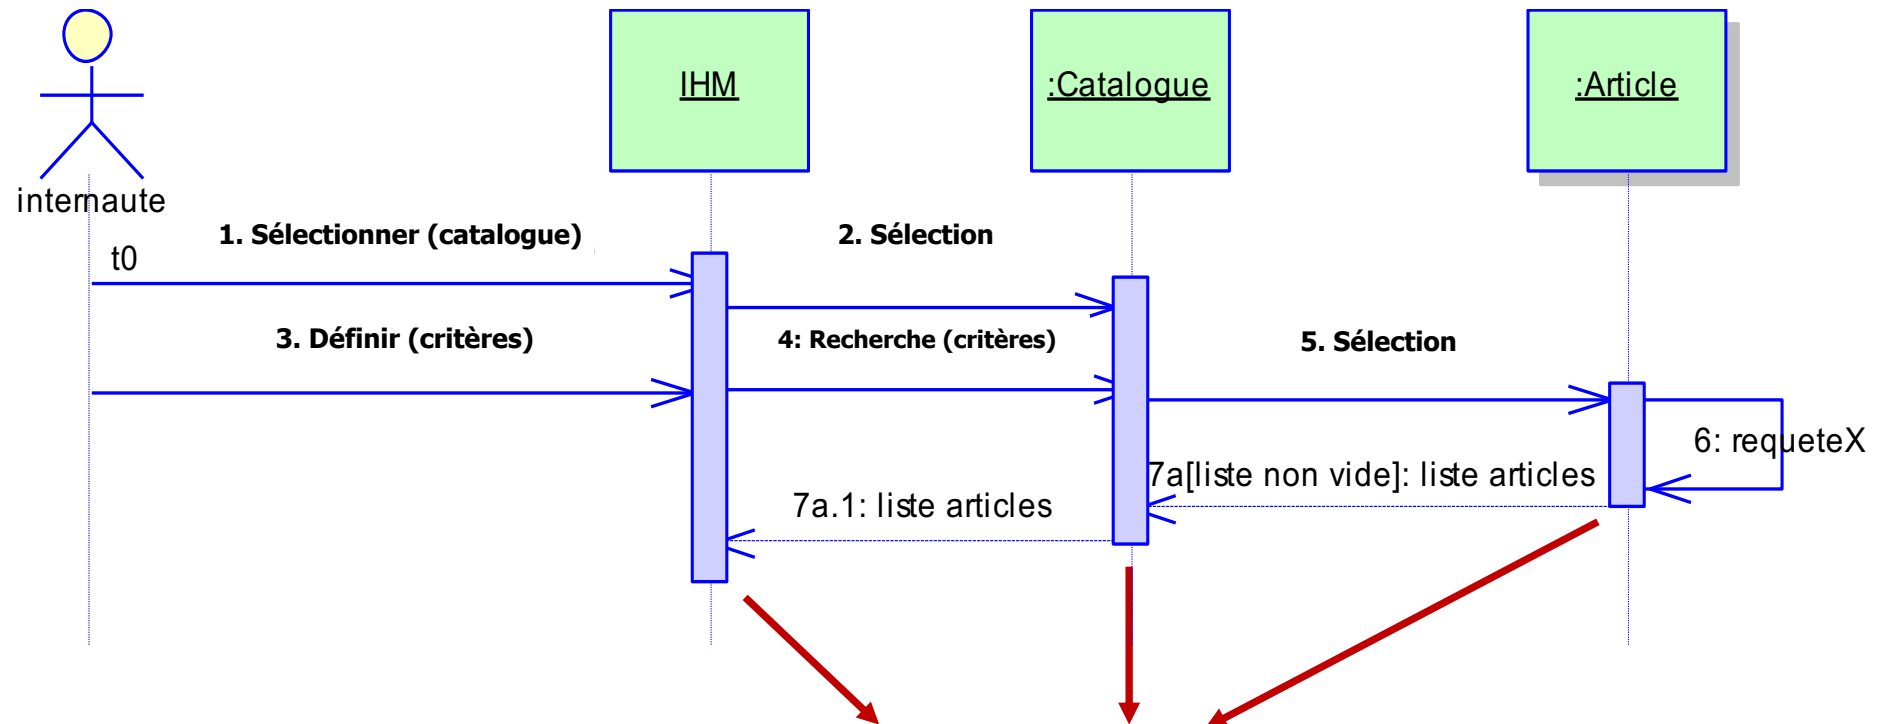 IHM
:Catalogue
:Article
internaute
1. Sélectionner (catalogue)
2. Sélection
t0
3. Définir (critères)
4: Recherche (critères)
5. Sélection
6: requeteX
7a[liste non vide]: liste articles
7a.1: liste articles